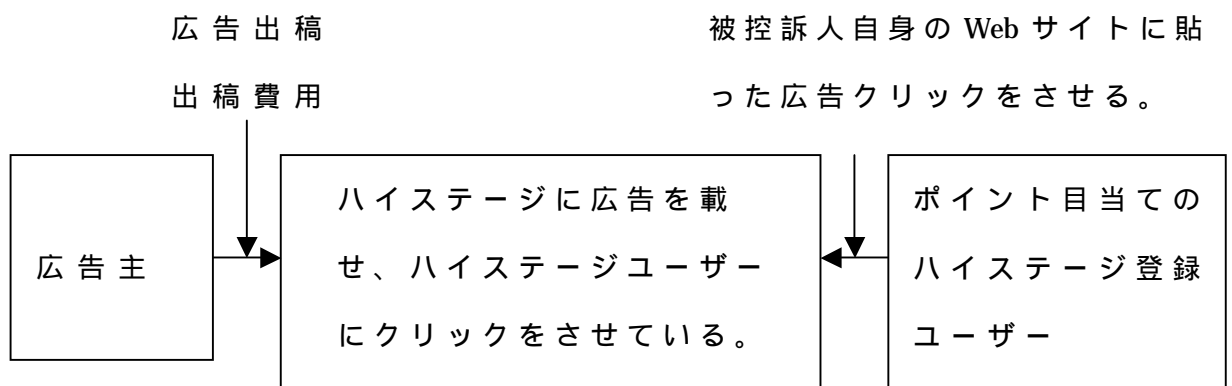 広告出稿
出稿費用
被控訴人自身の Web サイトに貼
った広告クリックをさせる。
広告主
ハイステージに広告を載
せ、ハイステージユーザー
にクリックをさせている。
ポイント目当ての
ハイステージ登録
ユーザー